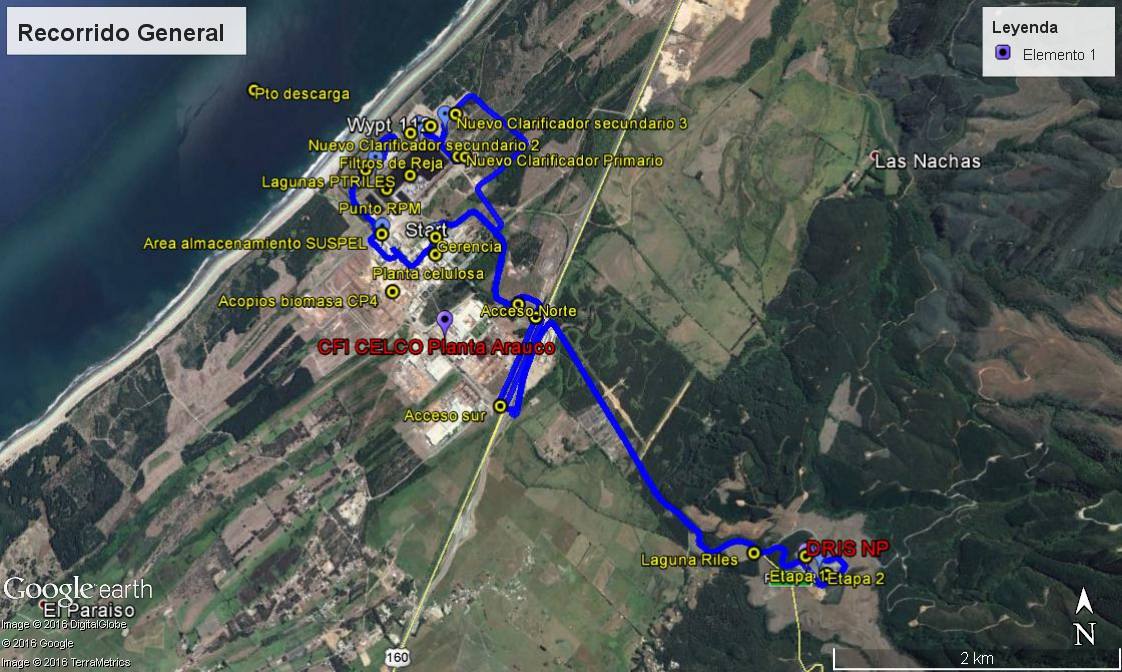 Recorrido General
Leyenda
Elemento 1
Pto descarga
Wypt 11
Nuevo Clarificador secundario 3
Nuevo Clarificador secundario 2
Filtros de Reja
Nuevo Clarificador Primario
Las Nachas
Lagunas PTRILES
Punto RPM
Start
Area almacenamiento SUSPEL
Gerencia
Planta celulosa
Acopios biomasa CP4
Acceso Norte
CFI CELCO Planta Arauco
Acceso sur
DRIS NP
Laguna Riles
Etapa 1
Etapa 2
Google earth
El Paraiso
Image © 2016 DigitalGlobe
© 2016 Google
Image © 2016 TerraMetrics
160
N
2 km